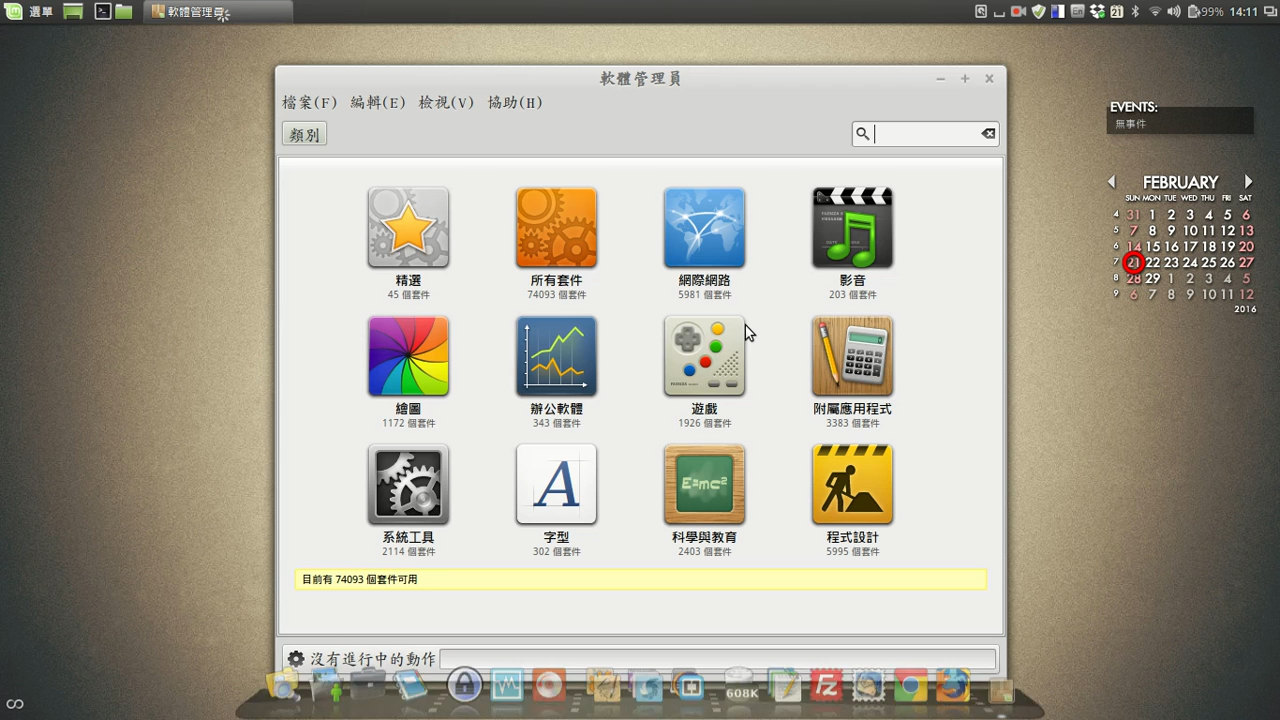 選單
軟體管理員
En
21
99%
14:11
軟體管理員
檔案(F) 編輯(E) 檢視(V) 協助(H)
類別
精選
45 個套件
所有套件
74093 個套件
網際網路
5981 個套件
影音
203 個套件
繪圖
1172 個套件
辦公軟體
343 個套件
遊戲
1926 個套件
附屬應用程式
3383 個套件
系統工具
2114 個套件
字型
302 個套件
E=mc²
科學與教育
2403 個套件
程式設計
5995 個套件
目前有 74093 個套件可用
沒有進行中的動作
608K
EVENTS:
無事件
FEBRUARY
SUN MON TUE WED THU FRI SAT
4 31 1 2 3 4 5 6
5 7 8 9 10 11 12 13
6 14 15 16 17 18 19 20
7 21 22 23 24 25 26 27
8 28 29 1 2 3 4 5
9 6 7 8 9 10 11 12
2016